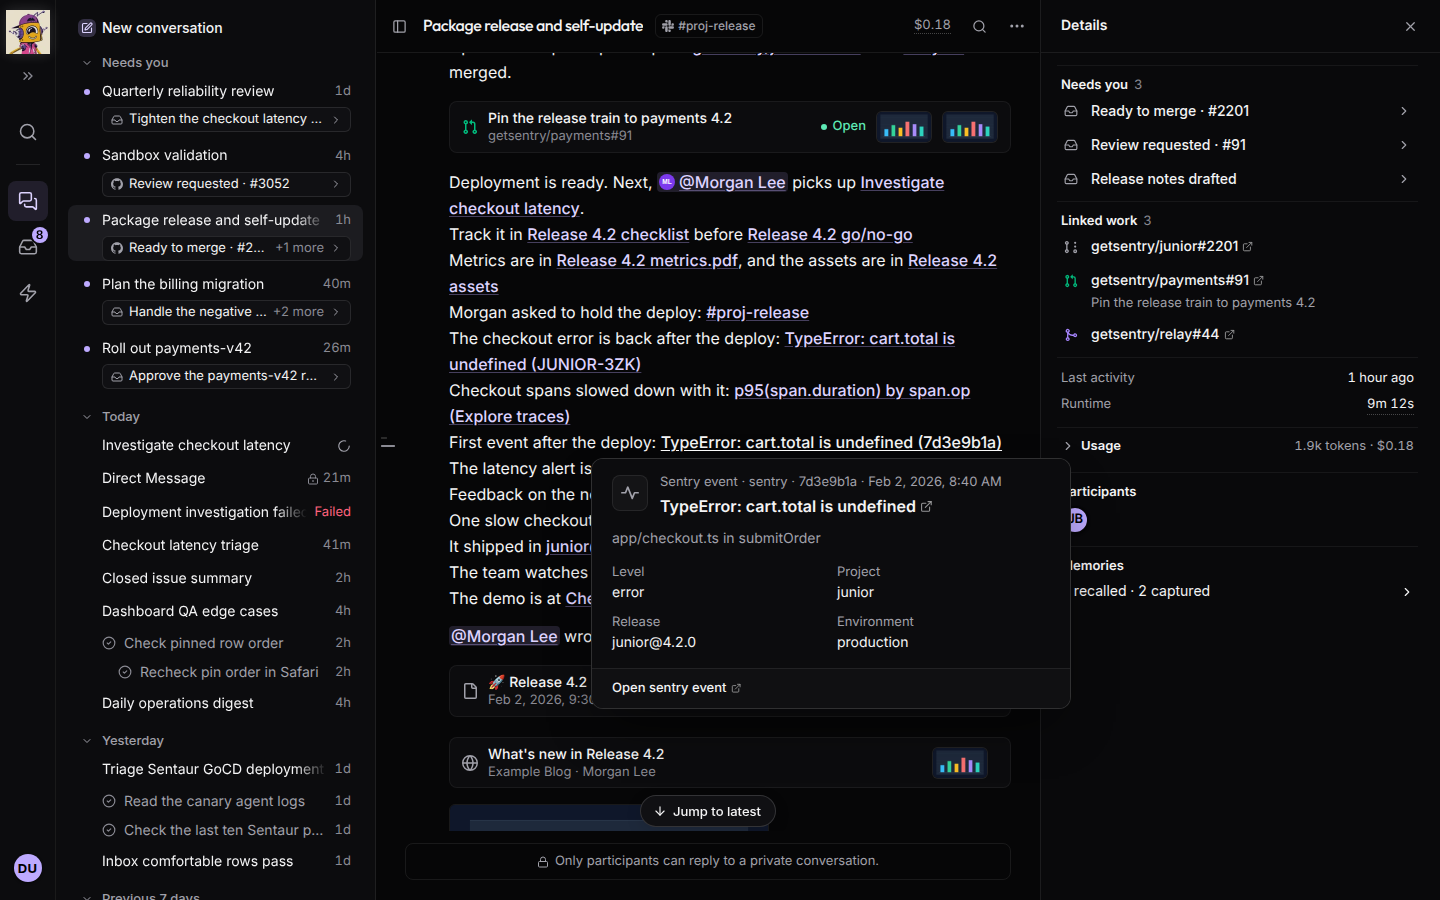 New conversation
Needs you
Quarterly reliability review 1d
Tighten the checkout latency ...
Sandbox validation 4h
Review requested · #3052
Package release and self-update 1h
Ready to merge · #2... +1 more
8
Plan the billing migration 40m
Handle the negative ... +2 more
Roll out payments-v42 26m
Approve the payments-v42 r...
Today
Investigate checkout latency
Direct Message 21m
Deployment investigation failed Failed
Checkout latency triage 41m
Closed issue summary 2h
Dashboard QA edge cases 4h
Check pinned row order 2h
Recheck pin order in Safari 2h
Daily operations digest 4h
Yesterday
Triage Sentaur GoCD deployment 1d
Read the canary agent logs 1d
Check the last ten Sentaur p... 1d
Inbox comfortable rows pass 1d
Previous 7 days
DU
Package release and self-update #proj-release $0.18
merged.
Pin the release train to payments 4.2
getsentry/payments#91
Open
Deployment is ready. Next, ML @Morgan Lee picks up Investigate
checkout latency.
Track it in Release 4.2 checklist before Release 4.2 go/no-go
Metrics are in Release 4.2 metrics.pdf, and the assets are in Release 4.2
assets
Morgan asked to hold the deploy: #proj-release
The checkout error is back after the deploy: TypeError: cart.total is
undefined (JUNIOR-3ZK)
Checkout spans slowed down with it: p95(span.duration) by span.op
(Explore traces)
First event after the deploy: TypeError: cart.total is undefined (7d3e9b1a)
The latency alert is
Feedback on the n
One slow checkout
It shipped in junior
The team watches
The demo is at Che
@Morgan Lee wro
Sentry event · sentry · 7d3e9b1a · Feb 2, 2026, 8:40 AM
TypeError: cart.total is undefined
app/checkout.ts in submitOrder
Level
error
Project
junior
Release
junior@4.2.0
Environment
production
Open sentry event
🚀 Release 4.2
Feb 2, 2026, 9:30
What's new in Release 4.2
Example Blog · Morgan Lee
Jump to latest
Only participants can reply to a private conversation.
Details
Needs you 3
Ready to merge · #2201
Review requested · #91
Release notes drafted
Linked work 3
getsentry/junior#2201
getsentry/payments#91
Pin the release train to payments 4.2
getsentry/relay#44
Last activity 1 hour ago
Runtime 9m 12s
Usage 1.9k tokens · $0.18
articipants
JB
emories
recalled · 2 captured